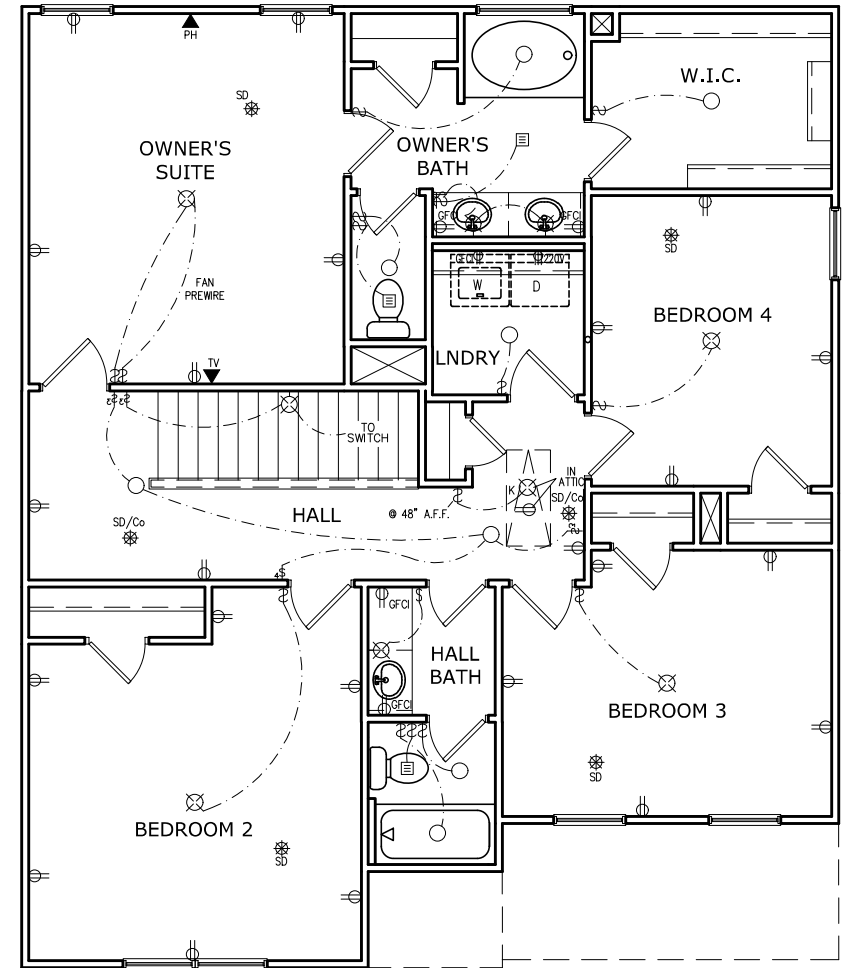 PH
SD
W.I.C.
OWNER'S
SUITE
OWNER'S
BATH
GFCI
GFCI
SD
FAN
PREWIRE
GFCI
220V
W
D
BEDROOM 4
LNDRY
TV
TO
SWITCH
IN
ATTIC
K
SD/Co
HALL
@ 48" A.F.F.
SD/Co
GFCI
HALL
BATH
GFCI
BEDROOM 3
SD
BEDROOM 2
SD